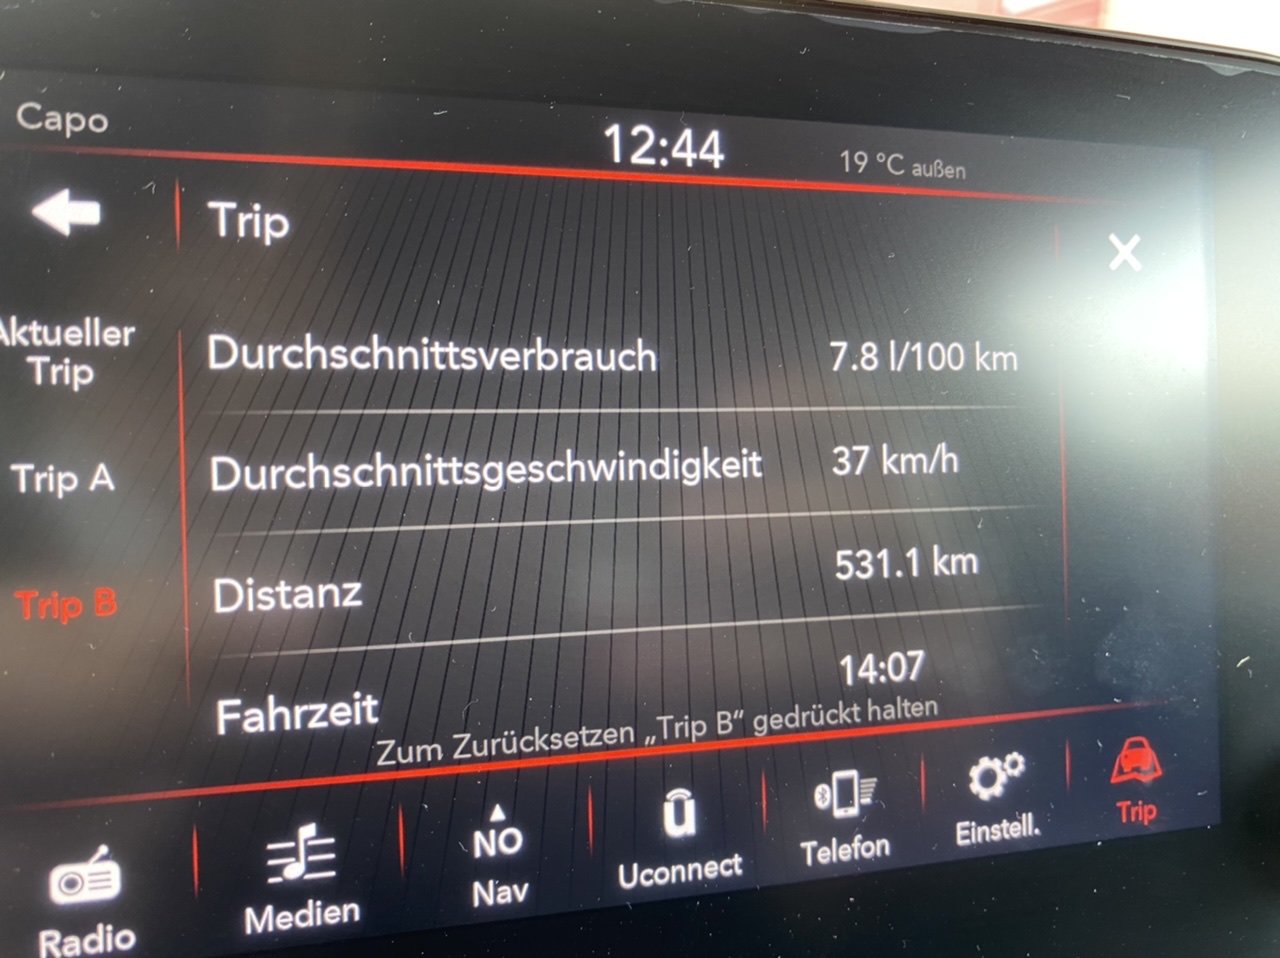 Capo
12:44
19 °C außen
Trip
Aktueller
Trip
Durchschnittsverbrauch 7.8 l/100 km
Trip A
Durchschnittsgeschwindigkeit 37 km/h
Trip B
Distanz 531.1 km
Fahrzeit 14:07
Zum Zurücksetzen „Trip B“ gedrückt halten
Radio
Medien
NO
Nav
Uconnect
Telefon
Einstell.
Trip